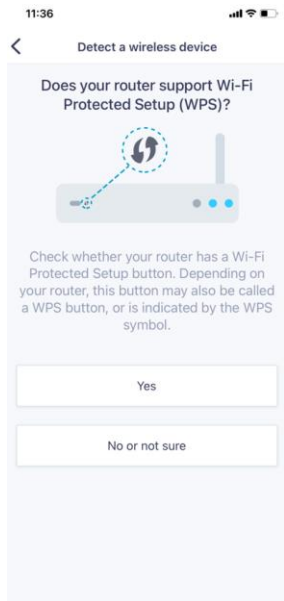 11:36
Detect a wireless device
Does your router support Wi-Fi
Protected Setup (WPS)?
Check whether your router has a Wi-Fi
Protected Setup button. Depending on
your router, this button may also be called
a WPS button, or is indicated by the WPS
symbol.
Yes
No or not sure